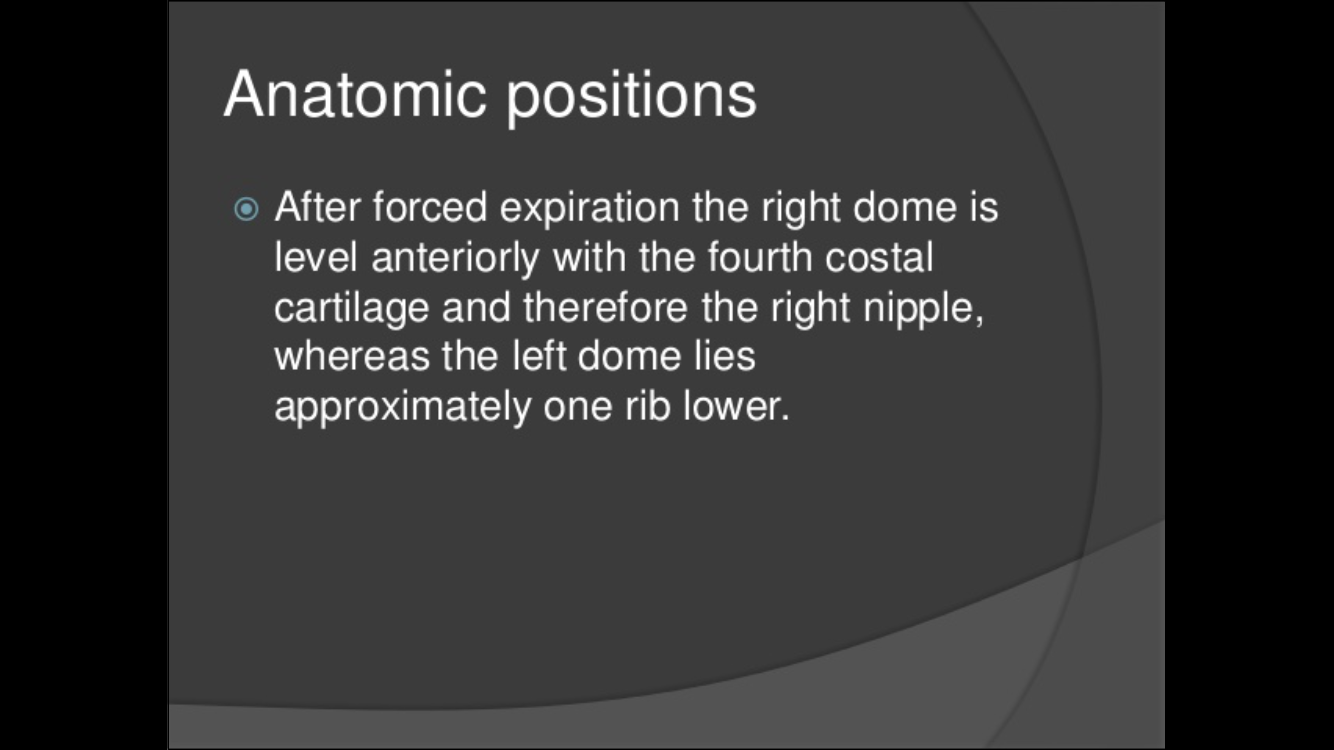 Anatomic positions
After forced expiration the right dome is
level anteriorly with the fourth costal
cartilage and therefore the right nipple,
whereas the left dome lies
approximately one rib lower.